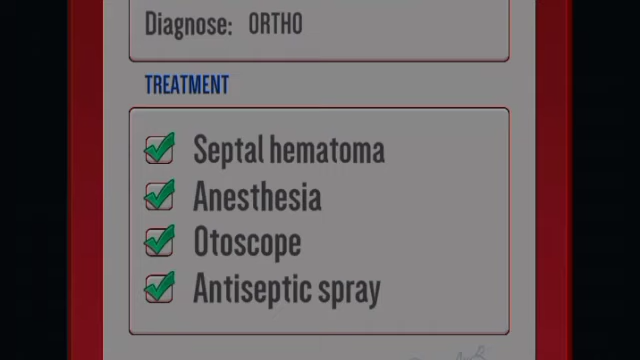 Diagnose: ORTHO
TREATMENT
Septal hematoma
Anesthesia
Otoscope
Antiseptic spray